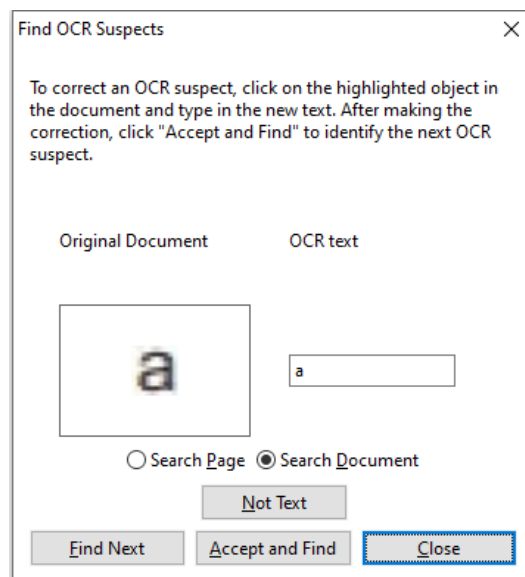 Find OCR Suspects
To correct an OCR suspect, click on the highlighted object in
the document and type in the new text. After making the
correction, click "Accept and Find" to identify the next OCR
suspect.
Original Document OCR text
a a
Search Page Search Document
Not Text
Find Next Accept and Find Close